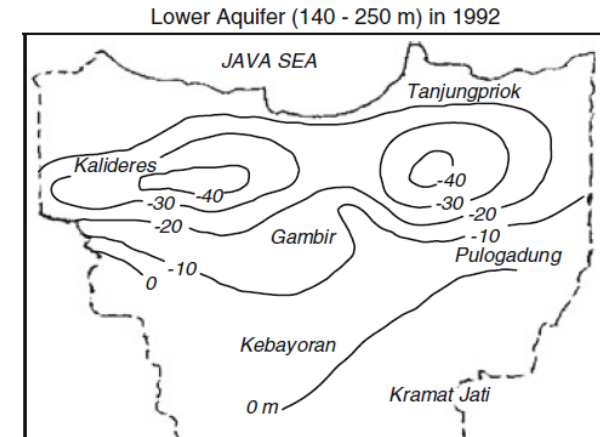 Lower Aquifer (140 - 250 m) in 1992
JAVA SEA
Tanjungpriok
Kalideres
-40
-40
-30
-30
-20
-20
Gambir
-10
Pulogadung
-10
0
Kebayoran
Kramat Jati
0 m